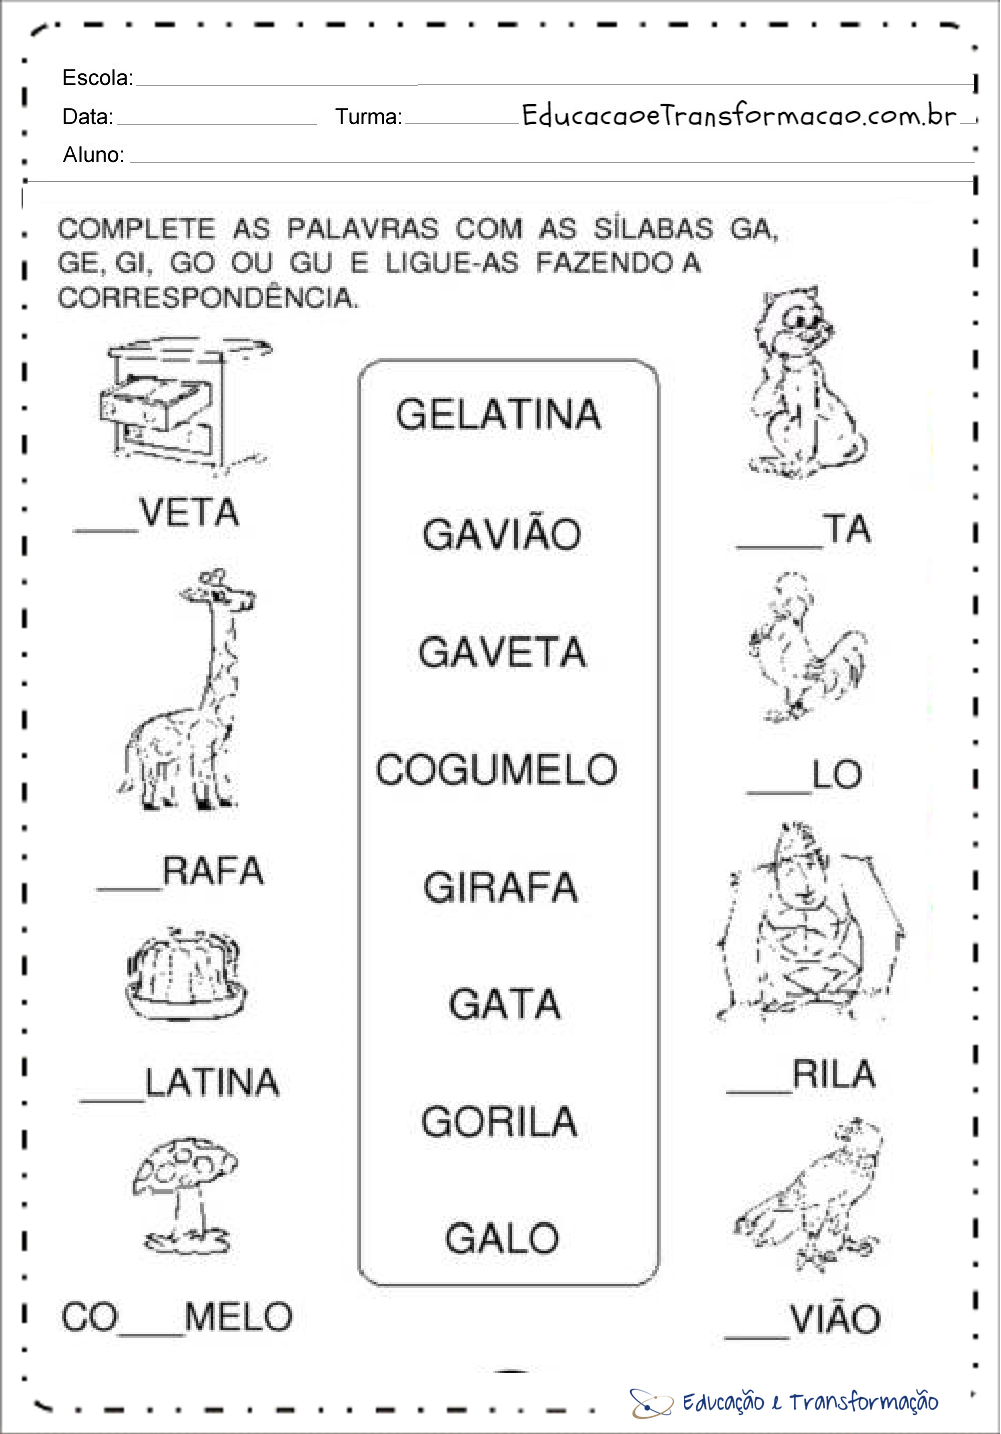 Escola:
Data: Turma: EducacaoeTransformacao.com.br
Aluno:
COMPLETE AS PALAVRAS COM AS SÍLABAS GA,
GE, GI, GO OU GU E LIGUE-AS FAZENDO A
CORRESPONDÊNCIA.
___VETA
___RAFA
___LATINA
CO___MELO
GELATINA
GAVIÃO
GAVETA
COGUMELO
GIRAFA
GATA
GORILA
GALO
____TA
___LO
___RILA
___VIÃO
Educação e Transformação